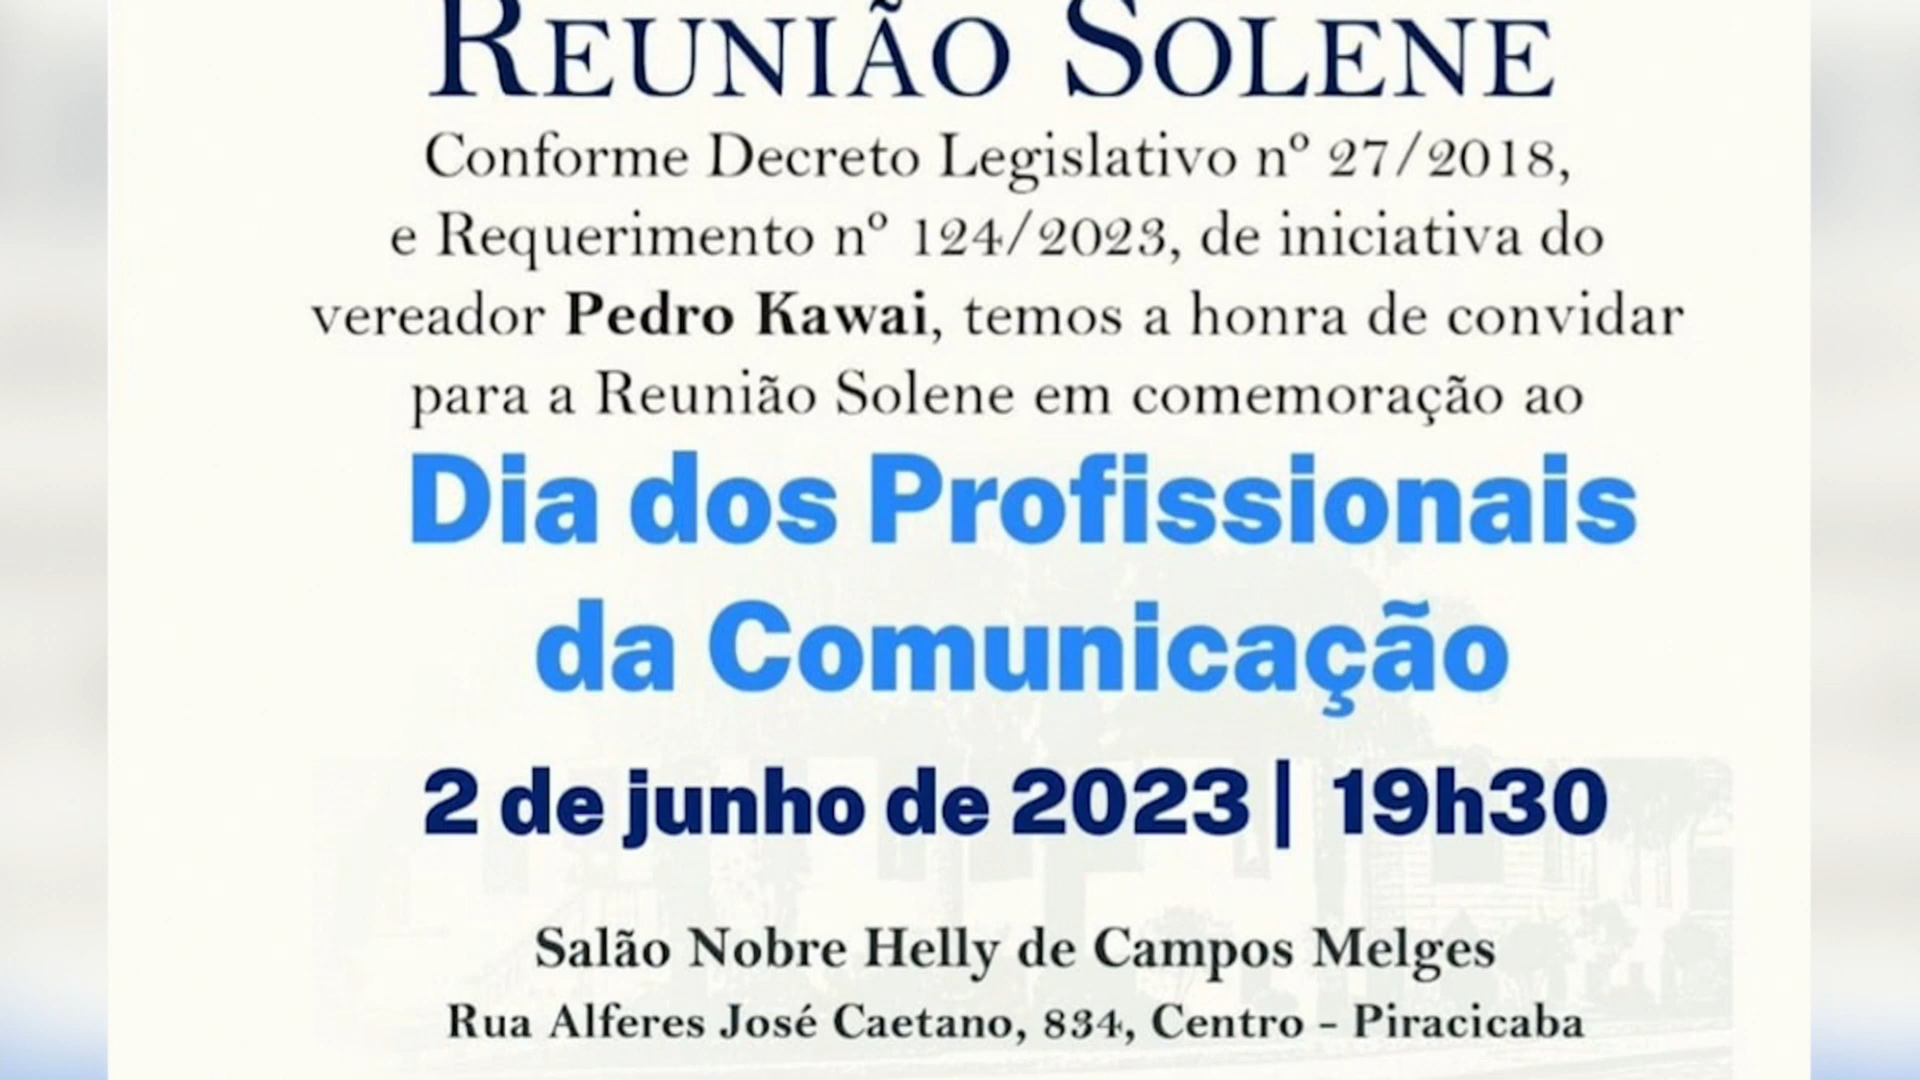 REUNIÃO SOLENE
Conforme Decreto Legislativo nº 27/2018,
e Requerimento nº 124/2023, de iniciativa do
vereador Pedro Kawai, temos a honra de convidar
para a Reunião Solene em comemoração ao
Dia dos Profissionais
da Comunicação
2 de junho de 2023 | 19h30
Salão Nobre Helly de Campos Melges
Rua Alferes José Caetano, 834, Centro - Piracicaba